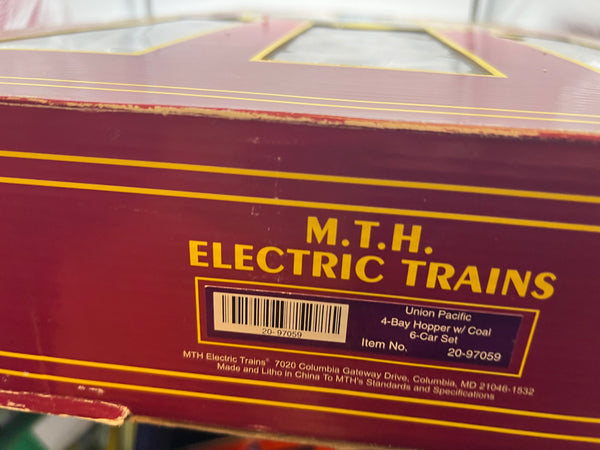 M.T.H.
ELECTRIC TRAINS
20-97059
Union Pacific
4-Bay Hopper w/ Coal
6-Car Set
Item No. 20-97059
MTH Electric Trains® 7020 Columbia Gateway Drive, Columbia, MD 21046-1532
Made and Litho in China To MTH's Standards and Specifications